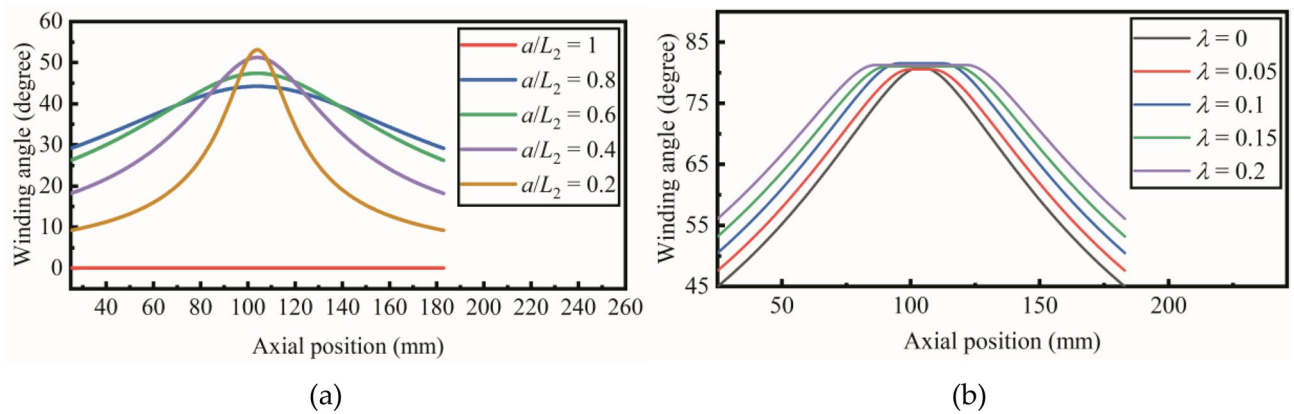 60
50
40
30
20
10
0
Winding angle (degree)
a/L₂ = 1
a/L₂ = 0.8
a/L₂ = 0.6
a/L₂ = 0.4
a/L₂ = 0.2
40 60 80 100 120 140 160 180 200 220 240 260
Axial position (mm)
(a)
85
75
65
55
45
Winding angle (degree)
λ = 0
λ = 0.05
λ = 0.1
λ = 0.15
λ = 0.2
50 100 150 200
Axial position (mm)
(b)